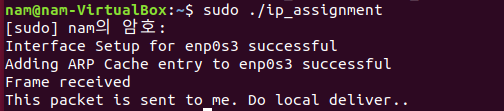 nam@nam-VirtualBox:~$ sudo ./ip_assignment
[sudo] nam의 암호:
Interface Setup for enp0s3 successful
Adding ARP Cache entry to enp0s3 successful
Frame received
This packet is sent to me. Do local deliver..